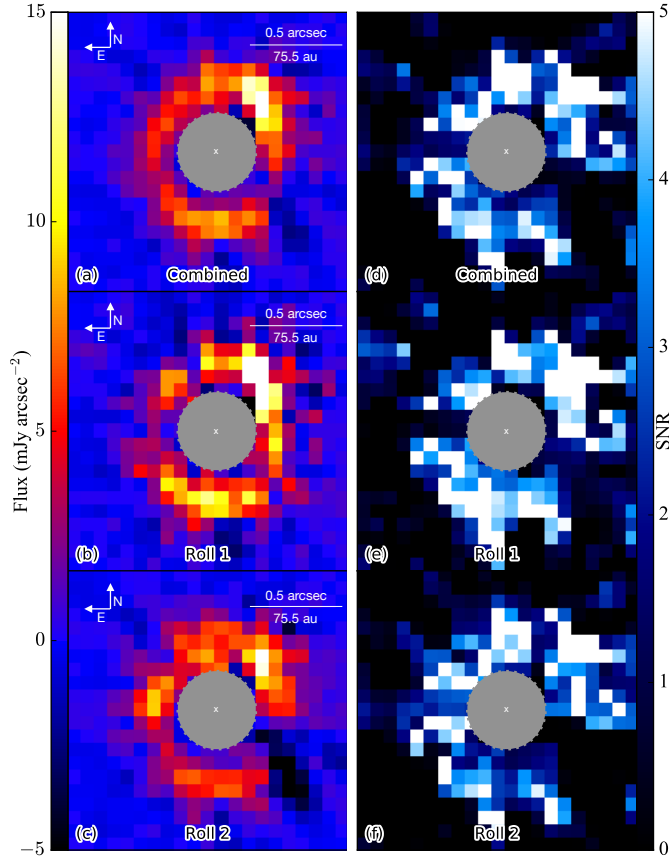 15
10
5
0
−5
Flux (mJy arcsec−2)
N
E
0.5 arcsec
75.5 au
(a)
Combined
N
E
0.5 arcsec
75.5 au
(b)
Roll 1
N
E
0.5 arcsec
75.5 au
(c)
Roll 2
x
x
x
(d)
Combined
(e)
Roll 1
(f)
Roll 2
x
x
x
5
4
3
2
1
0
SNR